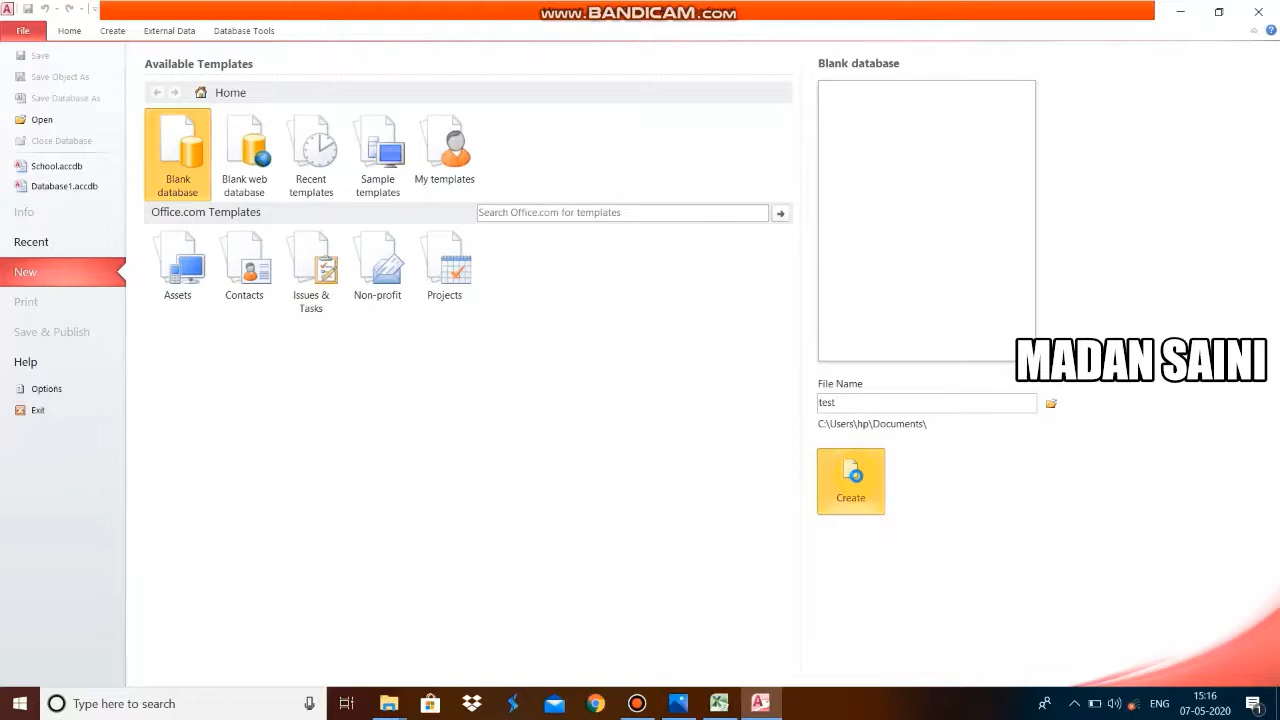 www.BANDICAM.com
File
Home
Create
External Data
Database Tools
Save
Save Object As
Save Database As
Open
Close Database
School.accdb
Database1.accdb
Info
Recent
New
Print
Save & Publish
Help
Options
Exit
Available Templates
Home
Blank
database
Blank web
database
Recent
templates
Sample
templates
My templates
Office.com Templates
Search Office.com for templates
Assets
Contacts
Issues &
Tasks
Non-profit
Projects
Blank database
MADAN SAINI
File Name
test
C:\Users\hp\Documents\
Create
Type here to search
ENG
15:16
07-05-2020
1